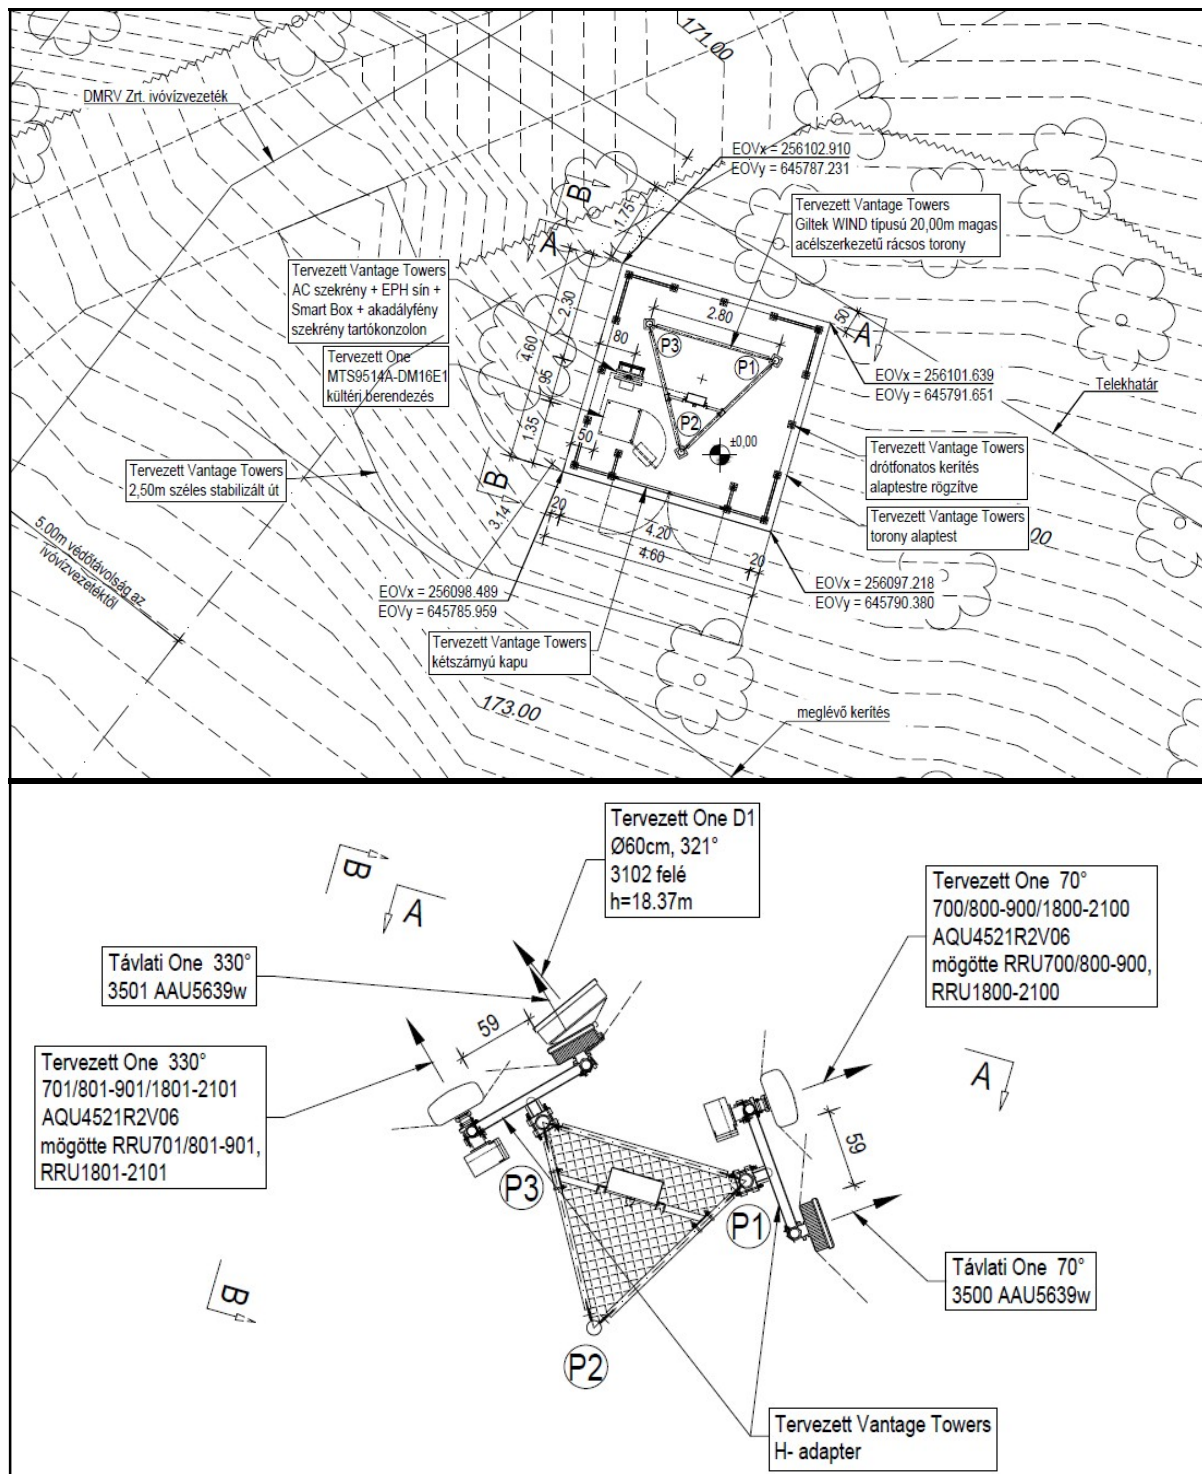 171.00
DMRV Zrt. ivóvízvezeték
EOVx = 256102.910
EOVy = 645787.231
B
1.75
A
Tervezett Vantage Towers
Giltek WIND típusú 20,00m magas
acélszerkezetű rácsos torony
Tervezett Vantage Towers
AC szekrény + EPH sín +
Smart Box + akadályfény
szekrény tartókonzolon
2.30
2.80
50
A
80
P3
P1
Tervezett One
MTS9514A-DM16E1
kültéri berendezés
4.60
95
EOVx = 256101.639
EOVy = 645791.651
Telekhatár
1.35
50
P2
±0,00
Tervezett Vantage Towers
drótfonatos kerítés
alaptestre rögzítve
Tervezett Vantage Towers
2,50m széles stabilizált út
B
3.14
20
4.20
4.60
20
Tervezett Vantage Towers
torony alaptest
00
5.00m védőtávolság az
ivóvízvezetéktől
EOVx = 256098.489
EOVy = 645785.959
EOVx = 256097.218
EOVy = 645790.380
Tervezett Vantage Towers
kétszárnyú kapu
173.00
meglévő kerítés
Tervezett One D1
Ø60cm, 321°
3102 felé
h=18.37m
B
A
Tervezett One 70°
700/800-900/1800-2100
AQU4521R2V06
mögötte RRU700/800-900,
RRU1800-2100
Távlati One 330°
3501 AAU5639w
59
Tervezett One 330°
701/801-901/1801-2101
AQU4521R2V06
mögötte RRU701/801-901,
RRU1801-2101
A
59
P3
P1
Távlati One 70°
3500 AAU5639w
B
P2
Tervezett Vantage Towers
H- adapter